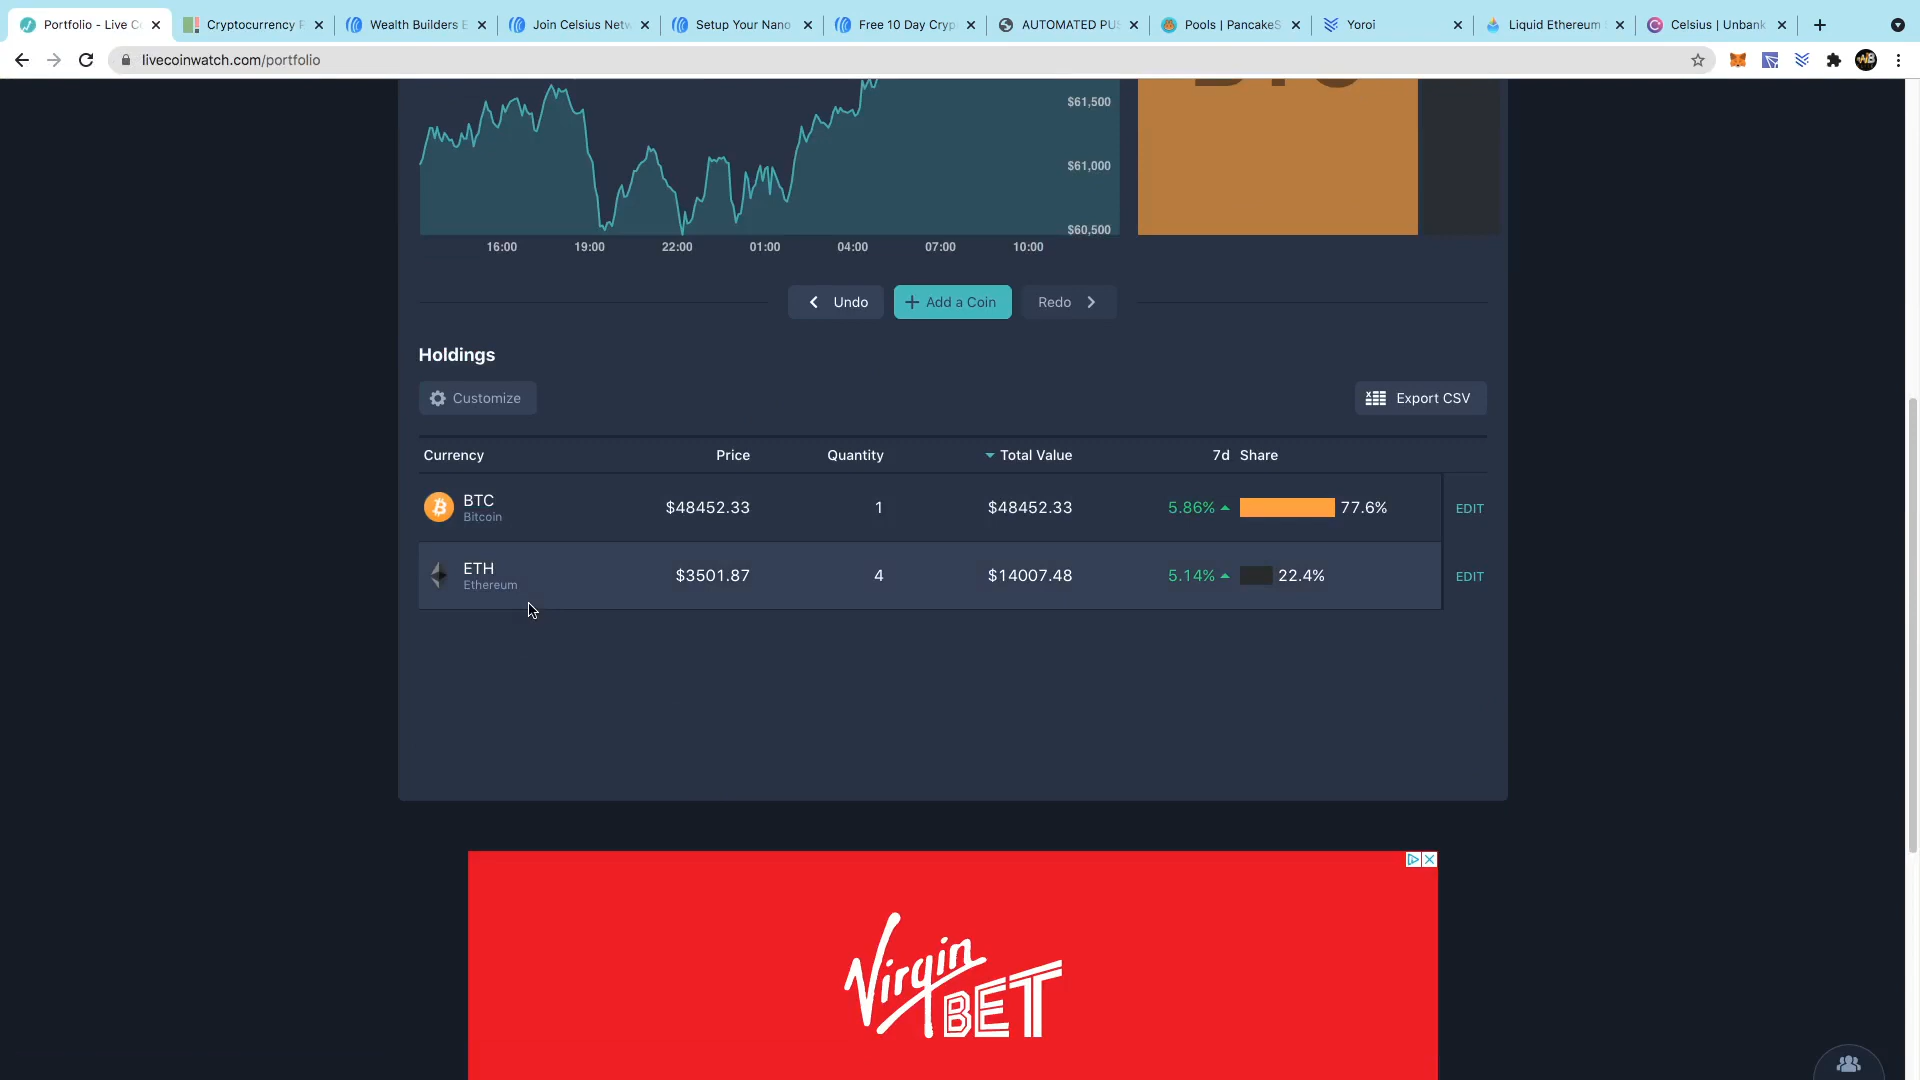 Portfolio - Live C
Cryptocurrency
Wealth Builders
Join Celsius Netw
Setup Your Nano
Free 10 Day Cryp
AUTOMATED PU
Pools | PancakeS
Yoroi
Liquid Ethereum
Celsius | Unbank
livecoinwatch.com/portfolio
$61,500
$61,000
$60,500
16:00 19:00 22:00 01:00 04:00 07:00 10:00
Undo
Add a Coin
Redo
Holdings
Customize
Export CSV
Currency Price Quantity Total Value 7d Share
BTC
Bitcoin
$48452.33 1 $48452.33 5.86% 77.6% EDIT
ETH
Ethereum
$3501.87 4 $14007.48 5.14% 22.4% EDIT
Virgin
BET